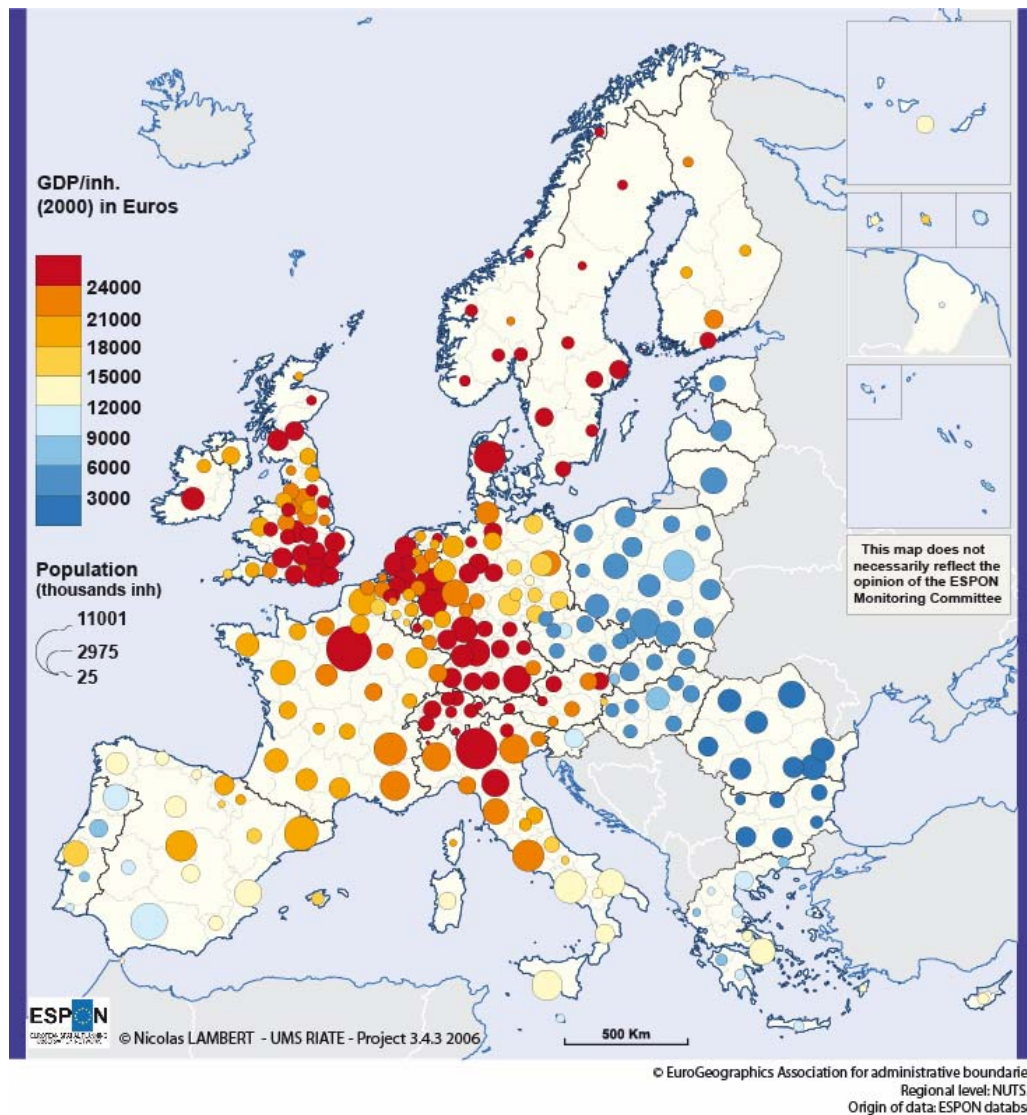 GDP/inh.
(2000) in Euros
24000
21000
18000
15000
12000
9000
6000
3000
Population
(thousands inh)
11001
2975
25
This map does not
necessarily reflect the
opinion of the ESPON
Monitoring Committee
ESPON
© Nicolas LAMBERT - UMS RIATE - Project 3.4.3 2006
500 Km
© EuroGeographics Association for administrative boundarie
Regional level: NUTS
Origin of data: ESPON databs